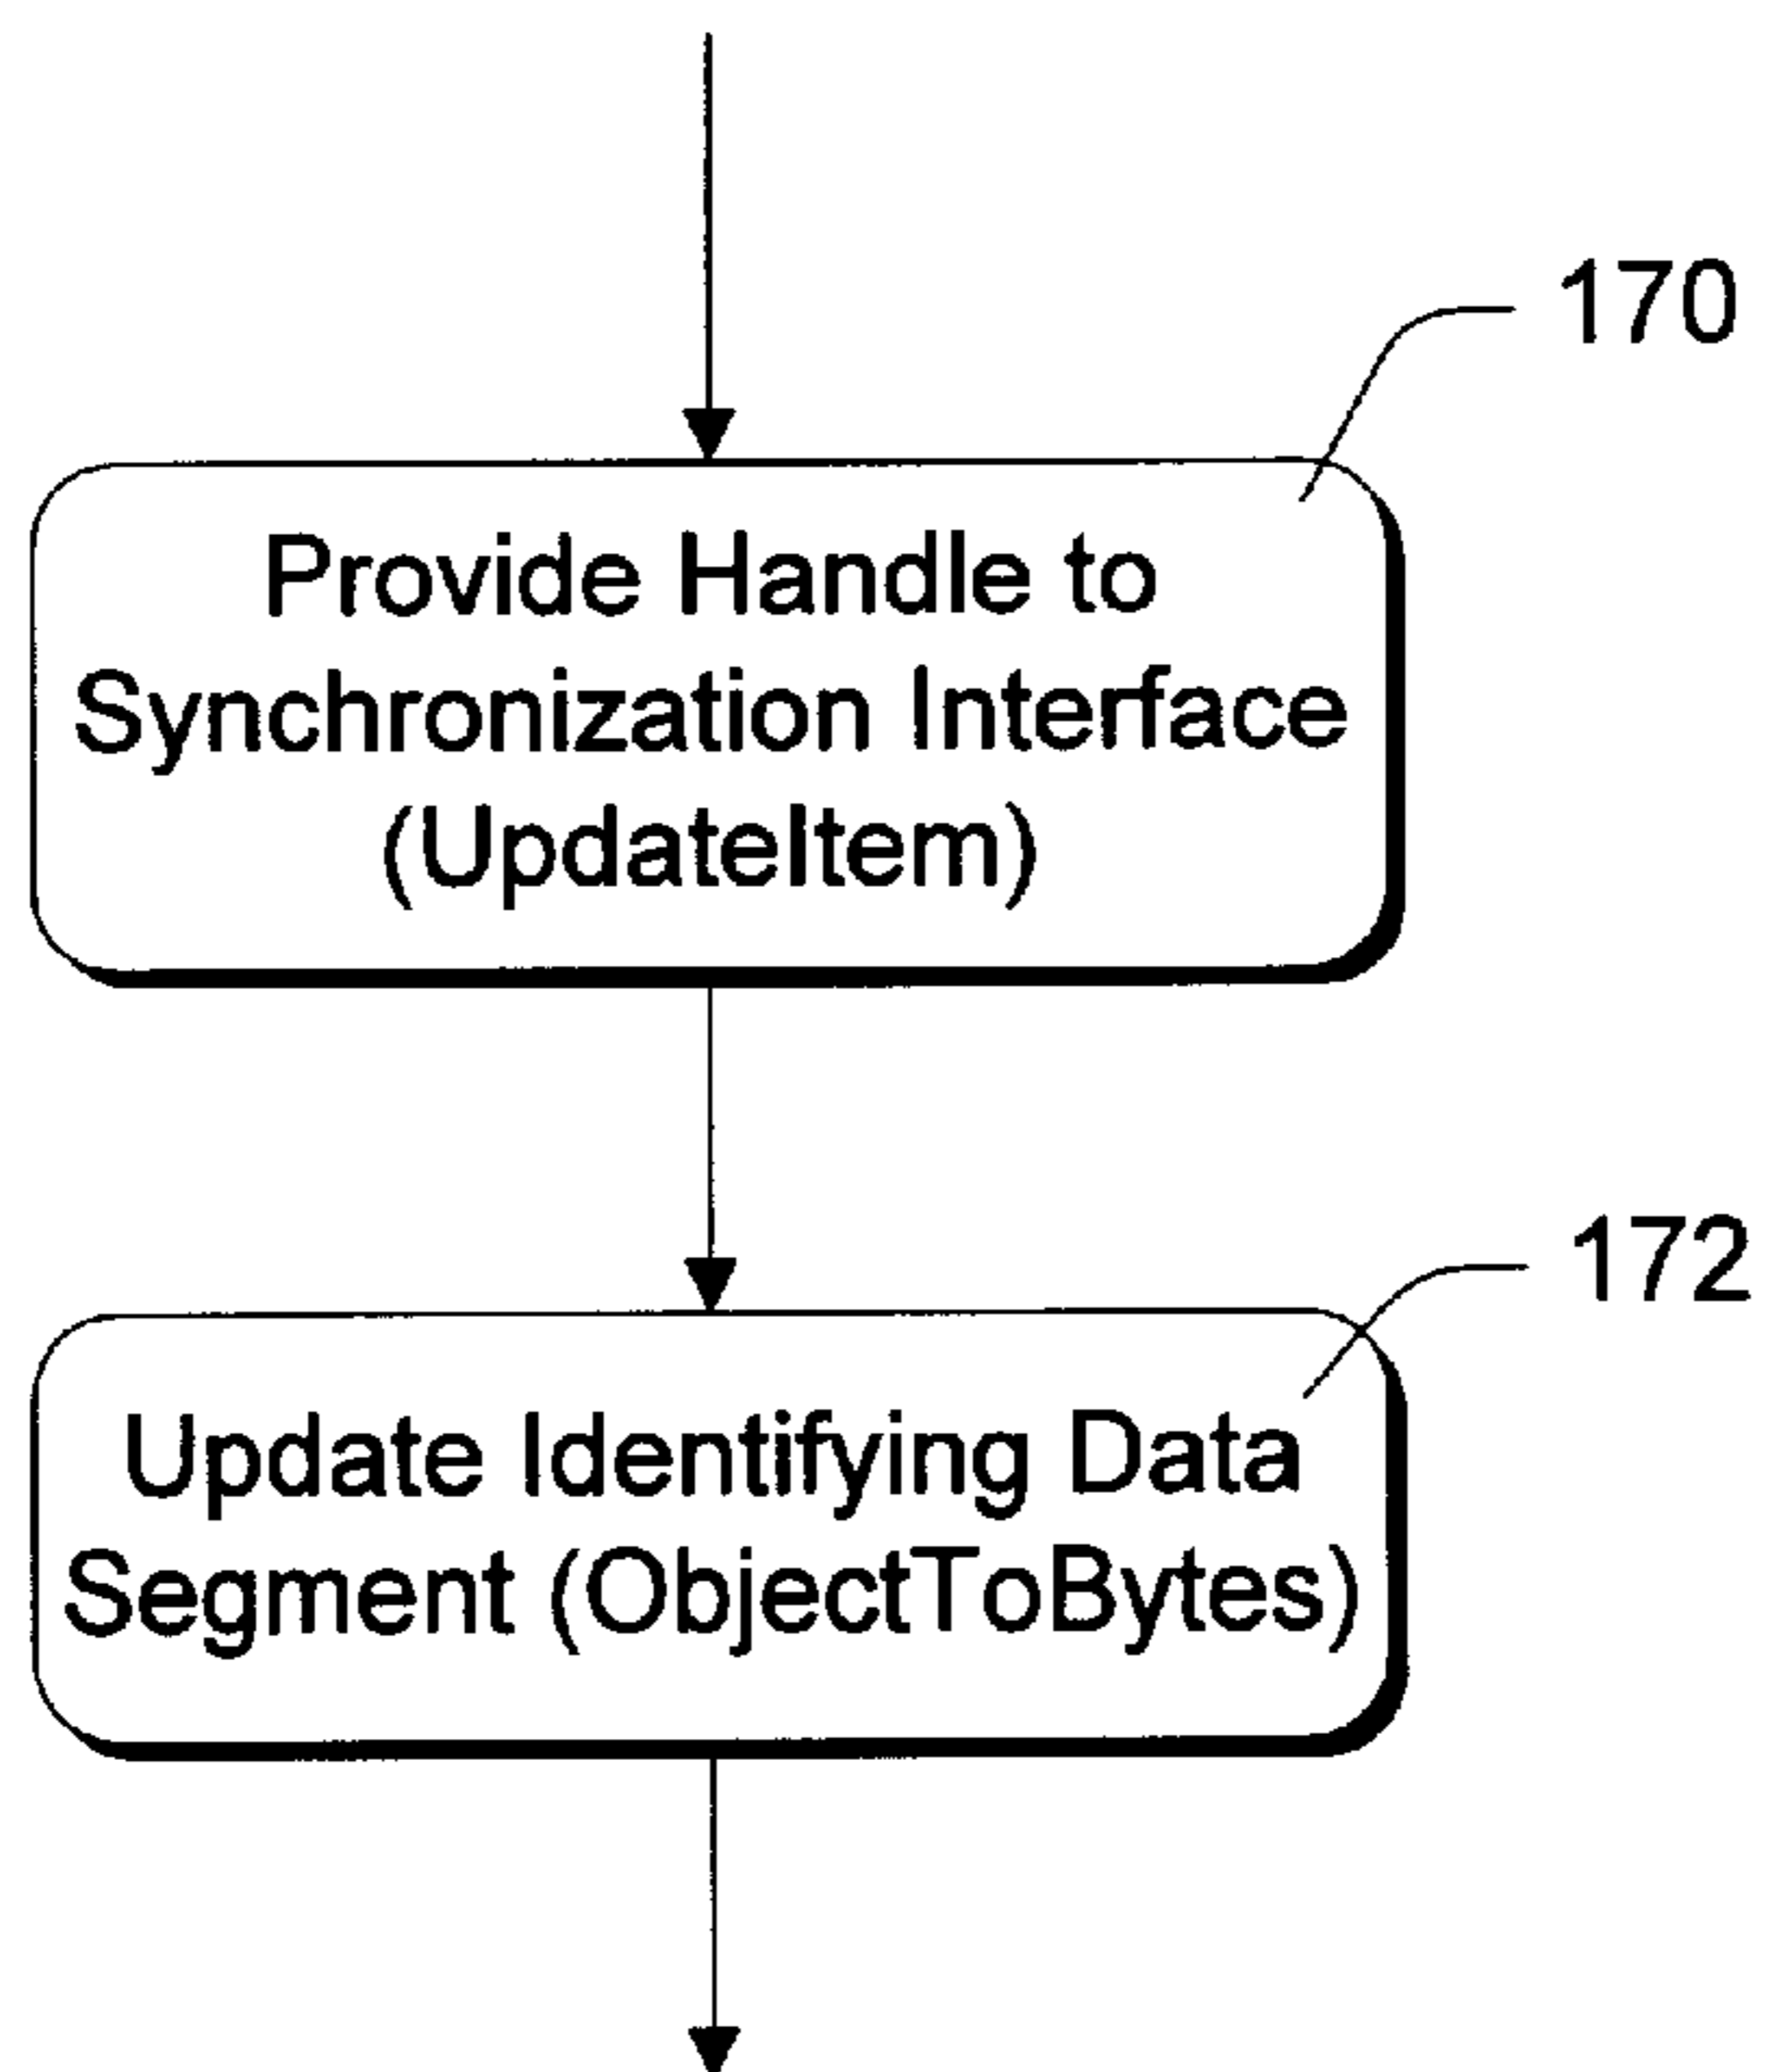 170
Provide Handle to
Synchronization Interface
(UpdateItem)
172
Update Identifying Data
Segment (ObjectToBytes)